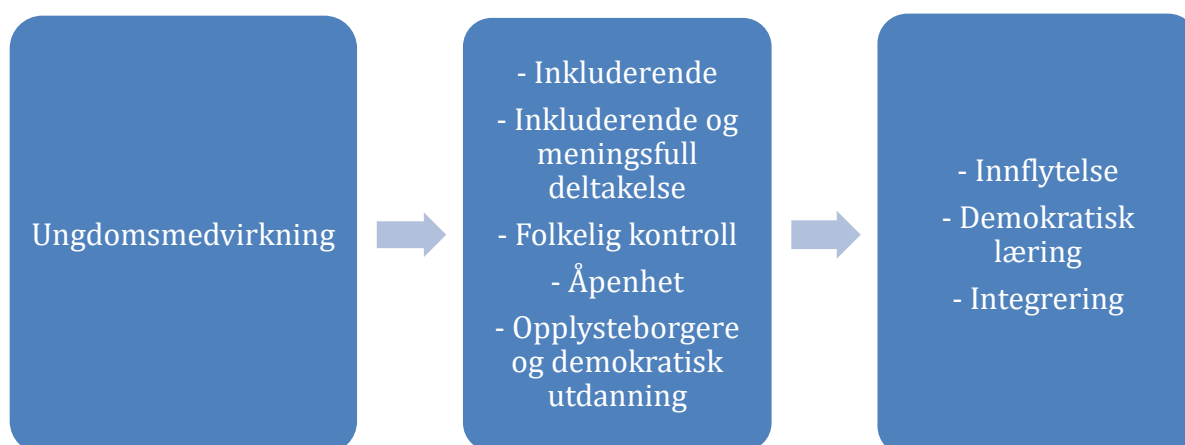 Ungdomsmedvirkning
- Inkluderende
- Inkluderende og
meningsfull
deltakelse
- Folkelig kontroll
- Åpenhet
- Opplysteborgere
og demokratisk
utdanning
- Innflytelse
- Demokratisk
læring
- Integrering